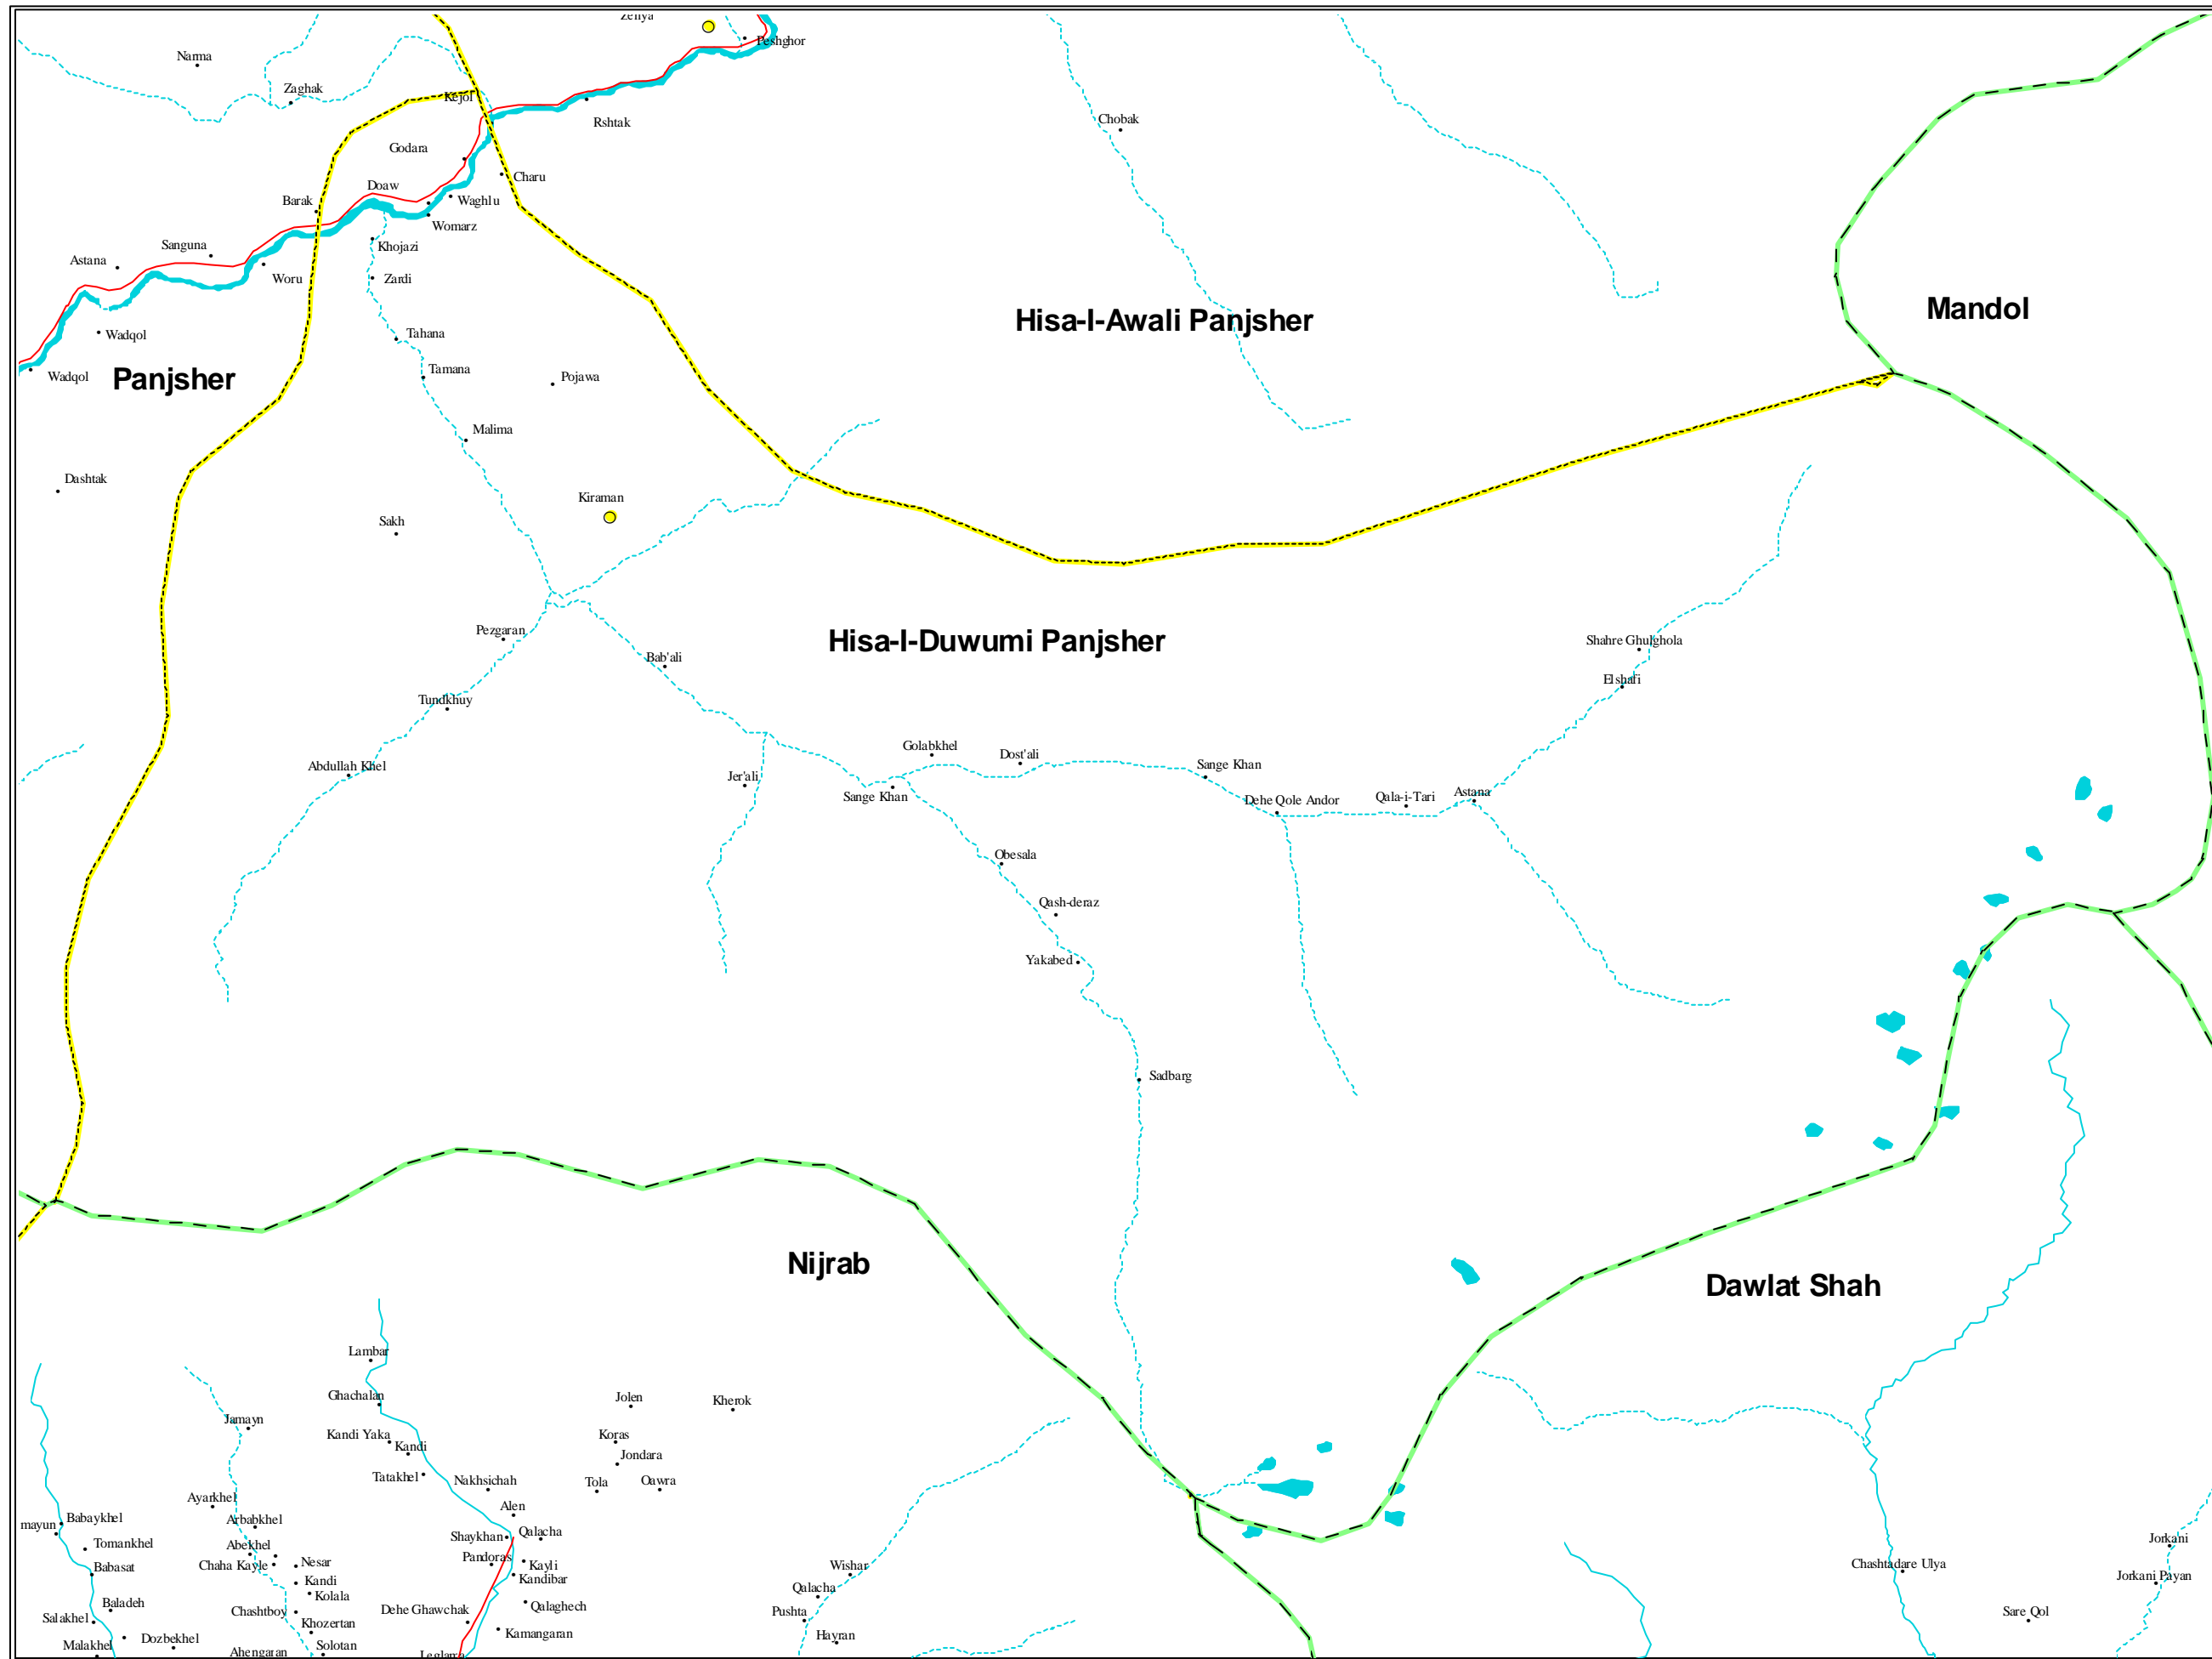 Zeliya
Peshghor
Narma
Zaghak
Kejol
Rshtak
Chobak
Godara
Charu
Doaw
Barak
Waghlu
Womarz
Sanguna
Khojazi
Astana
Woru
Zardi
Mandol
Hisa-I-Awali Panjsher
Wadqol
Tahana
Wadqol
Panjsher
Tamana
Pojawa
Malima
Dashtak
Kiraman
Sakh
Pezgaran
Hisa-I-Duwumi Panjsher
Shahre Ghulghola
Bab'ali
Elshafi
Tundkhuy
Golabkhel
Dost'ali
Abdullah Khel
Jer'ali
Sange Khan
Sange Khan
Dehe Qole Andor
Qala-i-Tari
Astana
Obesala
Qash-deraz
Yakabed
Sadbarg
Nijrab
Dawlat Shah
Lambar
Ghachalan
Jolen
Kherok
Jamayn
Kandi Yaka
Kandi
Koras
Jondara
Tatakhel
Nakhsichah
Tola
Oawra
Ayarkhel
Alen
mayun
Babaykhel
Arbabkhel
Shaykhan
Qalacha
Tomankhel
Abekhel
Jorkani
Babasat
Chaha Kayle
Nesar
Pandoras
Kayli
Wishar
Chashtadare Ulya
Kandi
Kandibar
Jorkani Payan
Kolala
Qalacha
Baladeh
Chashtboy
Dehe Ghawchak
Qalaghech
Pushta
Sare Qol
Salakhel
Khozertan
Kamangaran
Hayran
Malakhel
Dozbekhel
Solotan
Ahengaran
Leglama